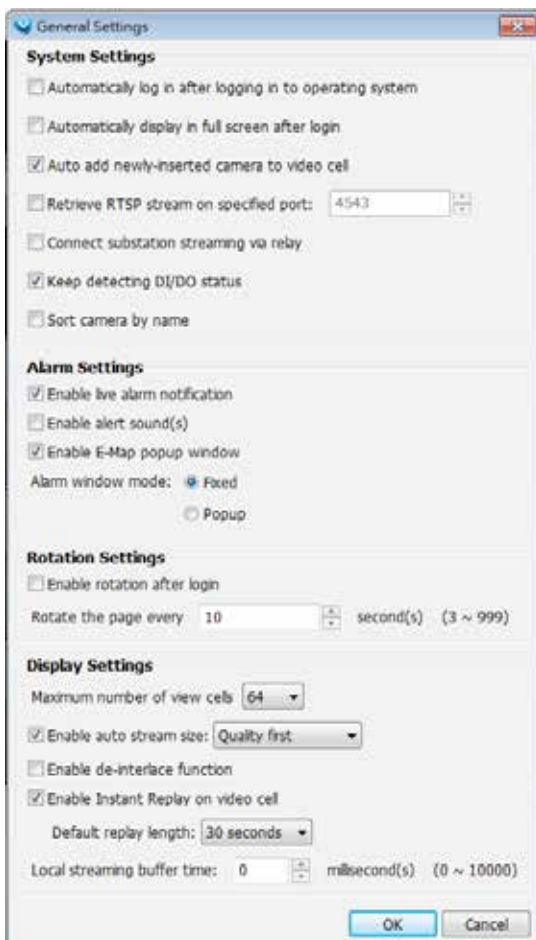 General Settings
System Settings
Automatically log in after logging in to operating system
Automatically display in full screen after login
Auto add newly-inserted camera to video cell
Retrieve RTSP stream on specified port: 4543
Connect substation streaming via relay
Keep detecting DI/DO status
Sort camera by name
Alarm Settings
Enable live alarm notification
Enable alert sound(s)
Enable E-Map popup window
Alarm window mode: Fixed
Popup
Rotation Settings
Enable rotation after login
Rotate the page every 10 second(s) (3 ~ 999)
Display Settings
Maximum number of view cells 64
Enable auto stream size: Quality first
Enable de-interlace function
Enable Instant Replay on video cell
Default replay length: 30 seconds
Local streaming buffer time: 0 millisecond(s) (0 ~ 10000)
OK Cancel